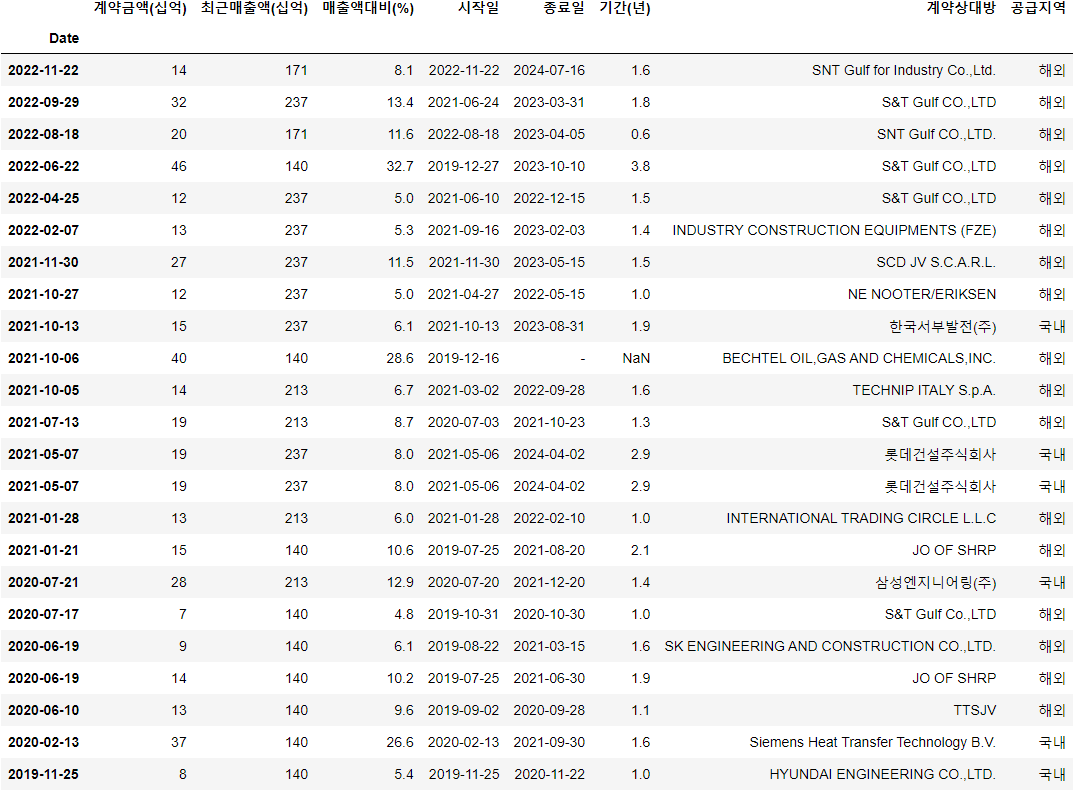 계약금액(십억) 최근매출액(십억) 매출액대비(%) 시작일 종료일 기간(년) 계약상대방 공급지역
Date
2022-11-22 14 171 8.1 2022-11-22 2024-07-16 1.6 SNT Gulf for Industry Co.,Ltd. 해외
2022-09-29 32 237 13.4 2021-06-24 2023-03-31 1.8 S&T Gulf CO.,LTD 해외
2022-08-18 20 171 11.6 2022-08-18 2023-04-05 0.6 SNT Gulf CO.,LTD. 해외
2022-06-22 46 140 32.7 2019-12-27 2023-10-10 3.8 S&T Gulf CO.,LTD 해외
2022-04-25 12 237 5.0 2021-06-10 2022-12-15 1.5 S&T Gulf CO.,LTD 해외
2022-02-07 13 237 5.3 2021-09-16 2023-02-03 1.4 INDUSTRY CONSTRUCTION EQUIPMENTS (FZE) 해외
2021-11-30 27 237 11.5 2021-11-30 2023-05-15 1.5 SCD JV S.C.A.R.L. 해외
2021-10-27 12 237 5.0 2021-04-27 2022-05-15 1.0 NE NOOTER/ERIKSEN 해외
2021-10-13 15 237 6.1 2021-10-13 2023-08-31 1.9 한국서부발전(주) 국내
2021-10-06 40 140 28.6 2019-12-16 - NaN BECHTEL OIL,GAS AND CHEMICALS,INC. 해외
2021-10-05 14 213 6.7 2021-03-02 2022-09-28 1.6 TECHNIP ITALY S.p.A. 해외
2021-07-13 19 213 8.7 2020-07-03 2021-10-23 1.3 S&T Gulf CO.,LTD 해외
2021-05-07 19 237 8.0 2021-05-06 2024-04-02 2.9 롯데건설주식회사 국내
2021-05-07 19 237 8.0 2021-05-06 2024-04-02 2.9 롯데건설주식회사 국내
2021-01-28 13 213 6.0 2021-01-28 2022-02-10 1.0 INTERNATIONAL TRADING CIRCLE L.L.C 해외
2021-01-21 15 140 10.6 2019-07-25 2021-08-20 2.1 JO OF SHRP 해외
2020-07-21 28 213 12.9 2020-07-20 2021-12-20 1.4 삼성엔지니어링(주) 국내
2020-07-17 7 140 4.8 2019-10-31 2020-10-30 1.0 S&T Gulf Co.,LTD 해외
2020-06-19 9 140 6.1 2019-08-22 2021-03-15 1.6 SK ENGINEERING AND CONSTRUCTION CO.,LTD. 해외
2020-06-19 14 140 10.2 2019-07-25 2021-06-30 1.9 JO OF SHRP 해외
2020-06-10 13 140 9.6 2019-09-02 2020-09-28 1.1 TTSJV 해외
2020-02-13 37 140 26.6 2020-02-13 2021-09-30 1.6 Siemens Heat Transfer Technology B.V. 국내
2019-11-25 8 140 5.4 2019-11-25 2020-11-22 1.0 HYUNDAI ENGINEERING CO.,LTD. 국내